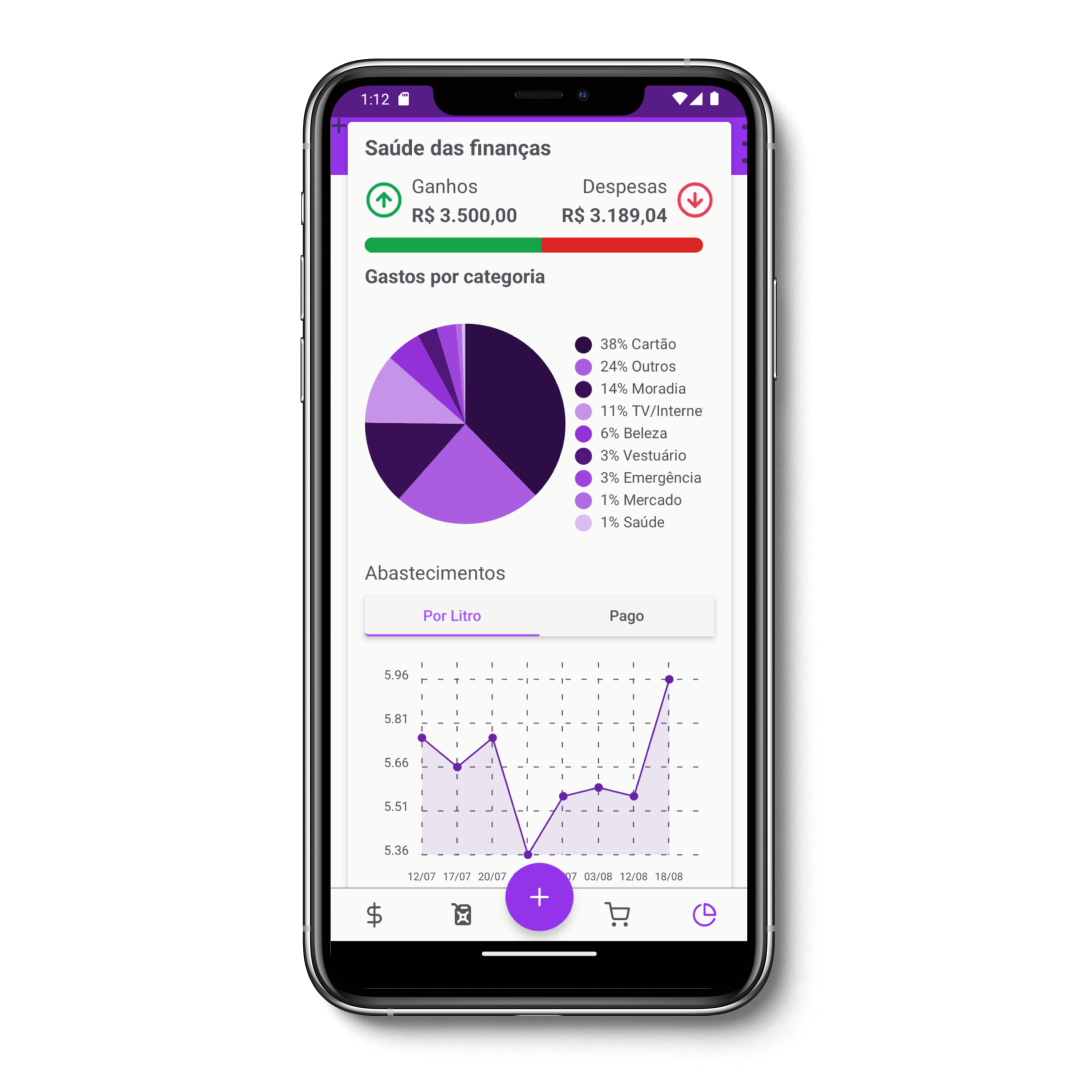 1:12
Saúde das finanças
Ganhos
R$ 3.500,00
Despesas
R$ 3.189,04
Gastos por categoria
38% Cartão
24% Outros
14% Moradia
11% TV/Interne
6% Beleza
3% Vestuário
3% Emergência
1% Mercado
1% Saúde
Abastecimentos
Por Litro
Pago
5.96
5.81
5.66
5.51
5.36
12/07 17/07 20/07 07 03/08 12/08 18/08